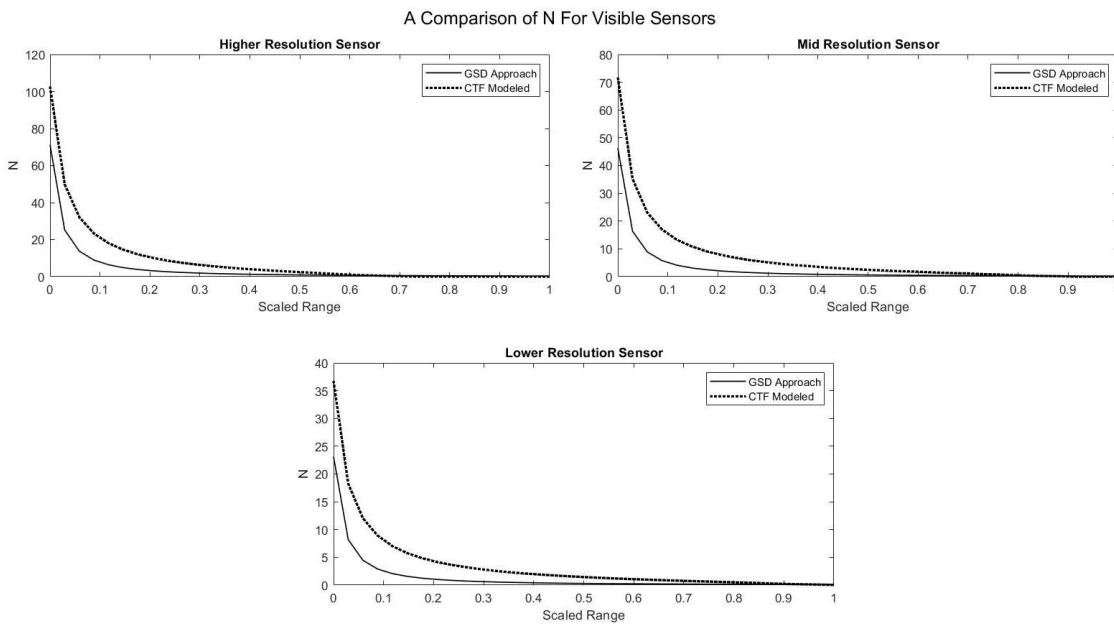 A Comparison of N For Visible Sensors
Higher Resolution Sensor
120
100
80
60
40
20
0
N
GSD Approach
CTF Modeled
0 0.1 0.2 0.3 0.4 0.5 0.6 0.7 0.8 0.9 1
Scaled Range
Mid Resolution Sensor
80
70
60
50
40
30
20
10
0
N
GSD Approach
CTF Modeled
0 0.1 0.2 0.3 0.4 0.5 0.6 0.7 0.8 0.9
Scaled Range
Lower Resolution Sensor
40
35
30
25
20
15
10
5
0
N
GSD Approach
CTF Modeled
0 0.1 0.2 0.3 0.4 0.5 0.6 0.7 0.8 0.9 1
Scaled Range